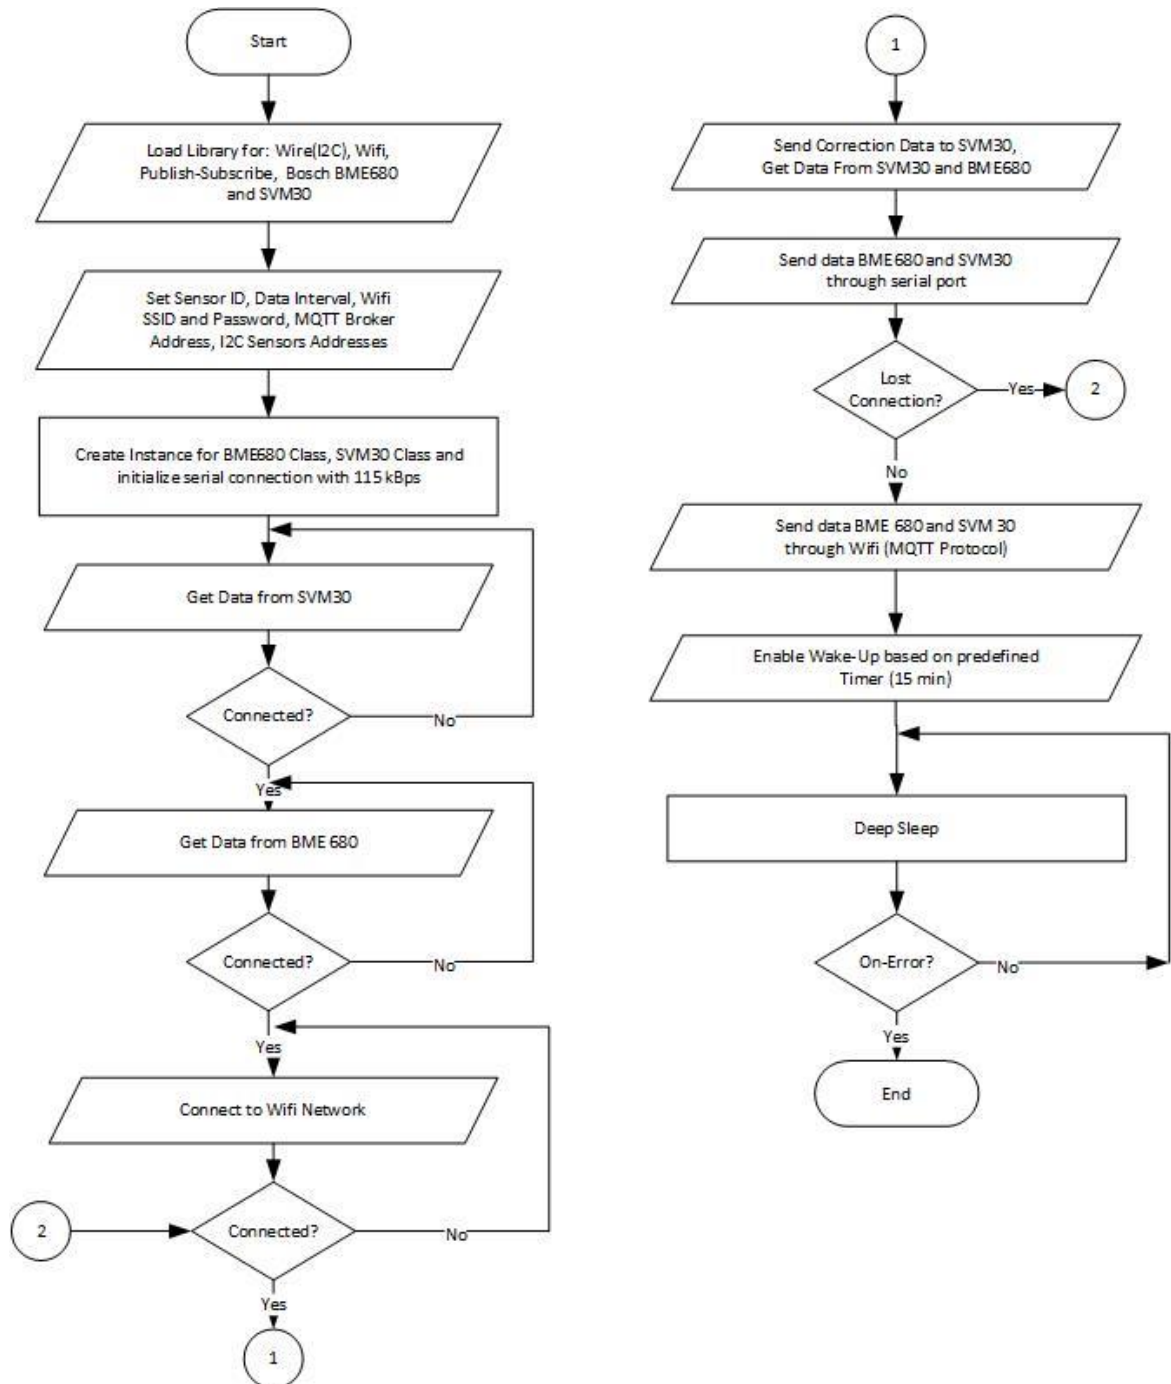 Start
Load Library for: Wire(I2C), Wifi,
Publish-Subscribe, Bosch BME680
and SVM30
Set Sensor ID, Data Interval, Wifi
SSID and Password, MQTT Broker
Address, I2C Sensors Addresses
Create Instance for BME680 Class, SVM30 Class and
initialize serial connection with 115 kBps
Get Data from SVM30
Connected?
No
Yes
Get Data from BME 680
Connected?
No
Yes
Connect to Wifi Network
2
Connected?
No
Yes
1
1
Send Correction Data to SVM30,
Get Data From SVM30 and BME680
Send data BME680 and SVM30
through serial port
Lost
Connection?
Yes
2
No
Send data BME 680 and SVM 30
through Wifi (MQTT Protocol)
Enable Wake-Up based on predefined
Timer (15 min)
Deep Sleep
On-Error?
No
Yes
End